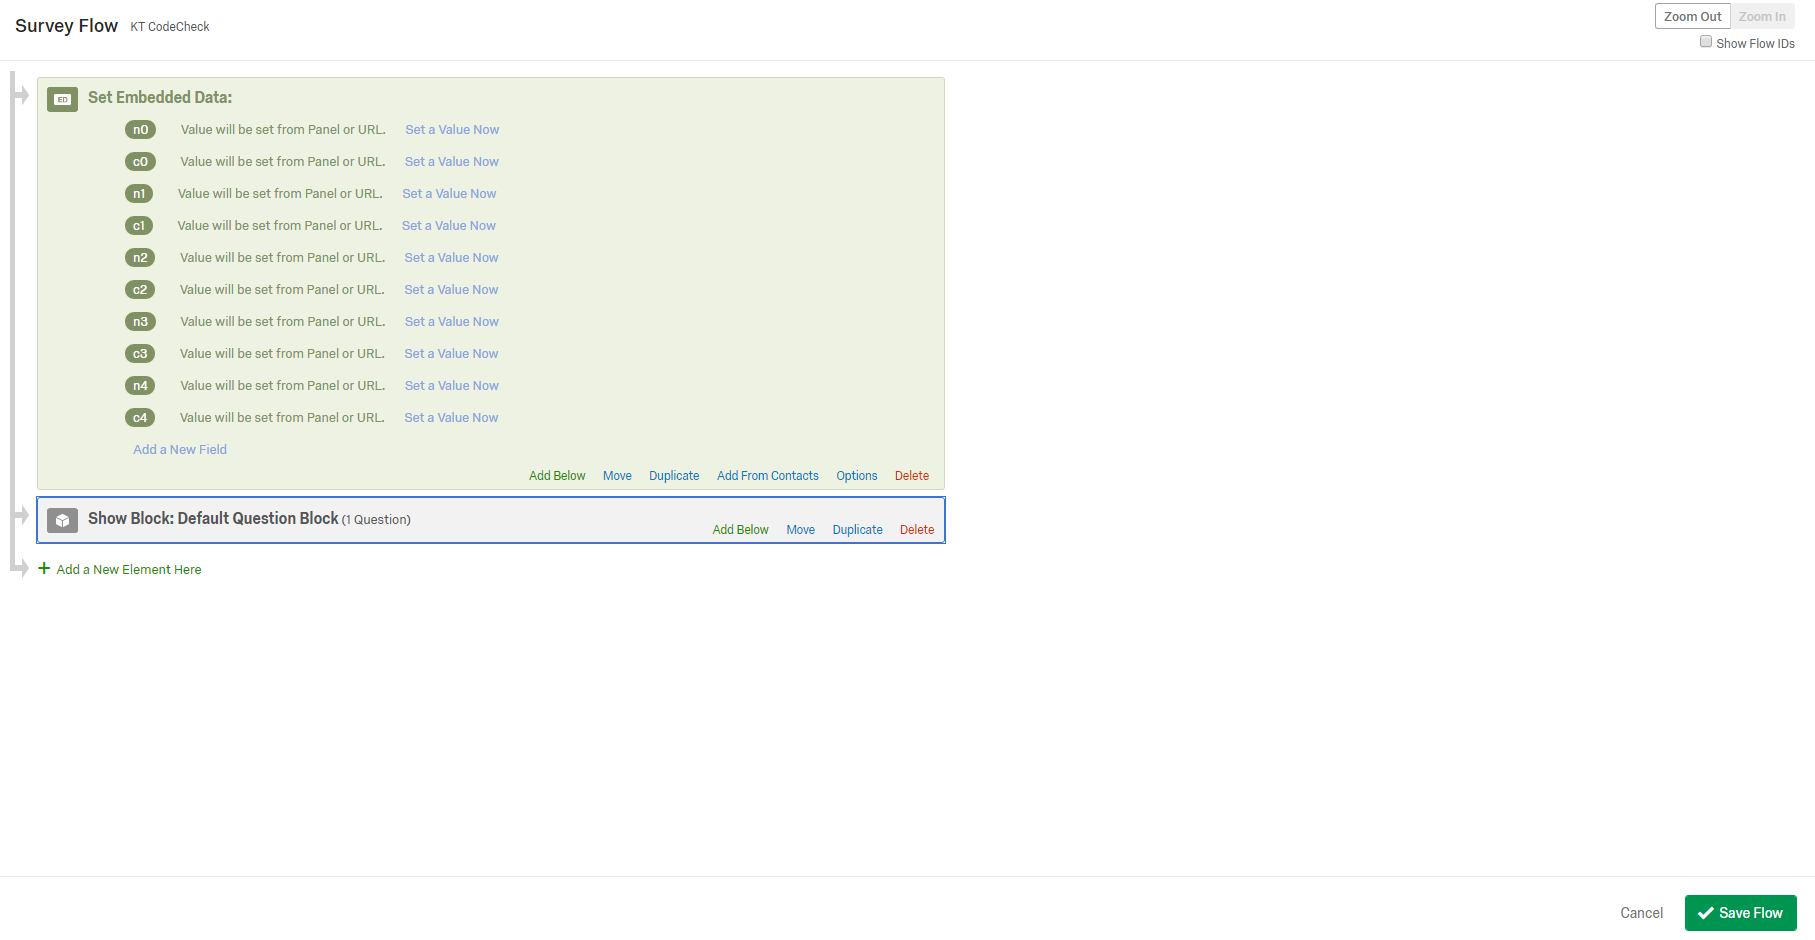 Survey Flow KT CodeCheck
Zoom Out Zoom In
Show Flow IDs
ED Set Embedded Data:
n0 Value will be set from Panel or URL. Set a Value Now
c0 Value will be set from Panel or URL. Set a Value Now
n1 Value will be set from Panel or URL. Set a Value Now
c1 Value will be set from Panel or URL. Set a Value Now
n2 Value will be set from Panel or URL. Set a Value Now
c2 Value will be set from Panel or URL. Set a Value Now
n3 Value will be set from Panel or URL. Set a Value Now
c3 Value will be set from Panel or URL. Set a Value Now
n4 Value will be set from Panel or URL. Set a Value Now
c4 Value will be set from Panel or URL. Set a Value Now
Add a New Field
Add Below Move Duplicate Add From Contacts Options Delete
Show Block: Default Question Block (1 Question)
Add Below Move Duplicate Delete
+ Add a New Element Here
Cancel Save Flow